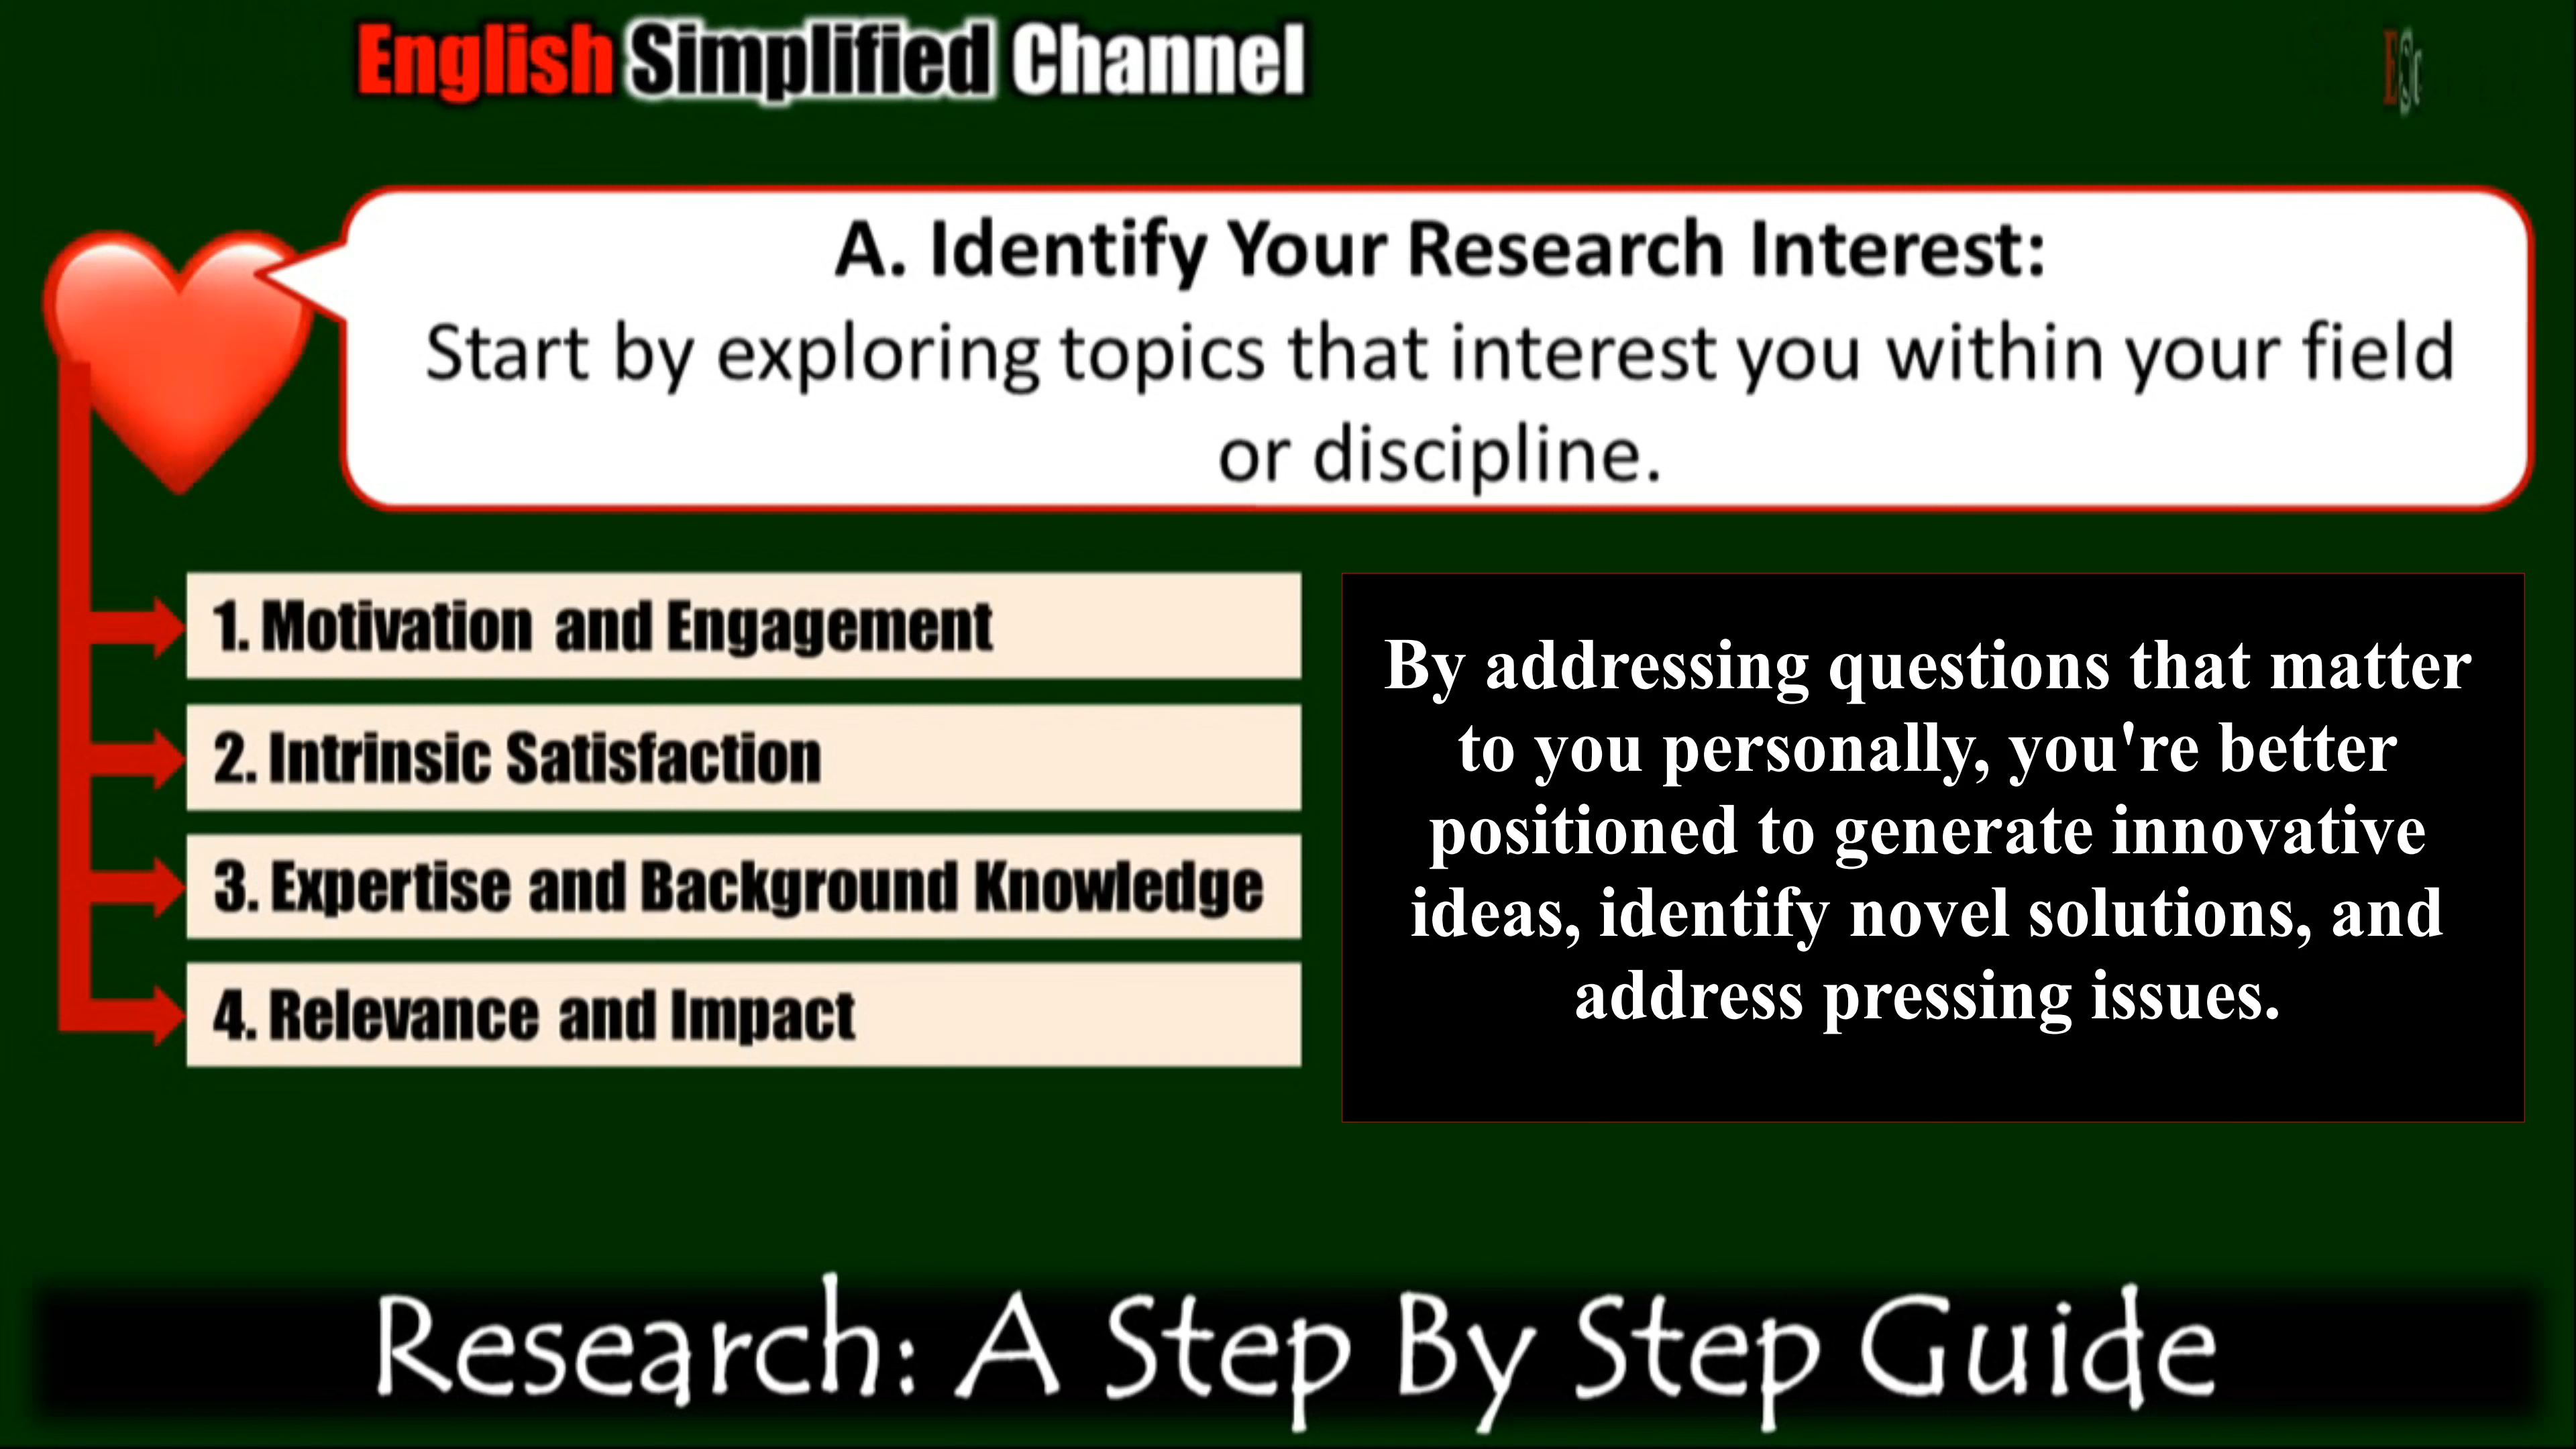 English Simplified Channel
ESC
A. Identify Your Research Interest:
Start by exploring topics that interest you within your field
or discipline.
1. Motivation and Engagement
2. Intrinsic Satisfaction
3. Expertise and Background Knowledge
4. Relevance and Impact
By addressing questions that matter
to you personally, you're better
positioned to generate innovative
ideas, identify novel solutions, and
address pressing issues.
Research: A Step By Step Guide